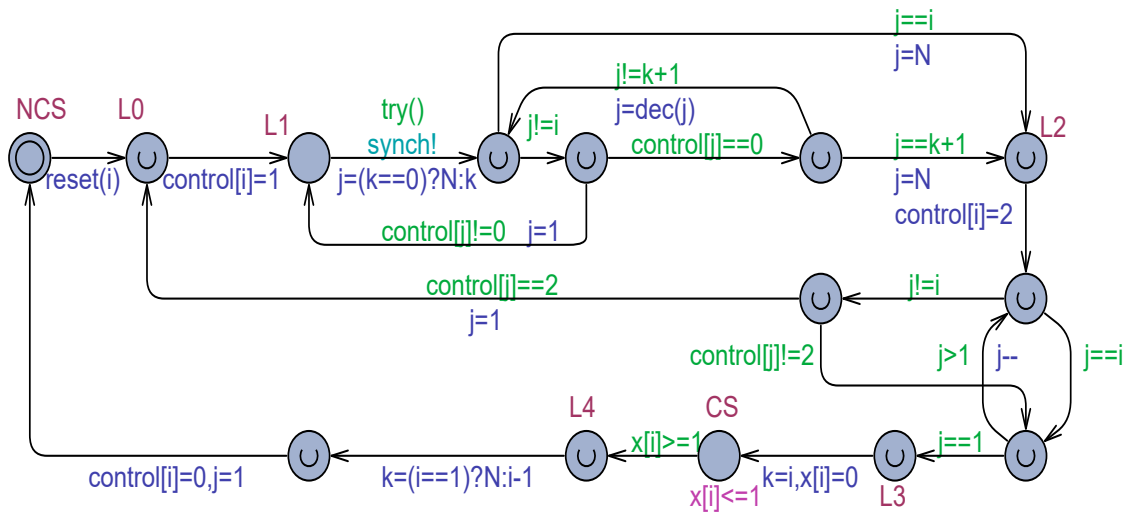 j==i
j=N
j!=k+1
j=dec(j)
NCS
L0
L1
try()
synch!
j=(k==0)?N:k
j!=i
control[j]==0
j==k+1
j=N
L2
reset(i)
control[i]=1
control[i]=2
control[j]!=0
j=1
control[j]==2
j=1
j!=i
control[j]!=2
j>1
j--
j==i
L4
CS
x[i]>=1
j==1
control[i]=0,j=1
k=(i==1)?N:i-1
x[i]<=1
k=i,x[i]=0
L3